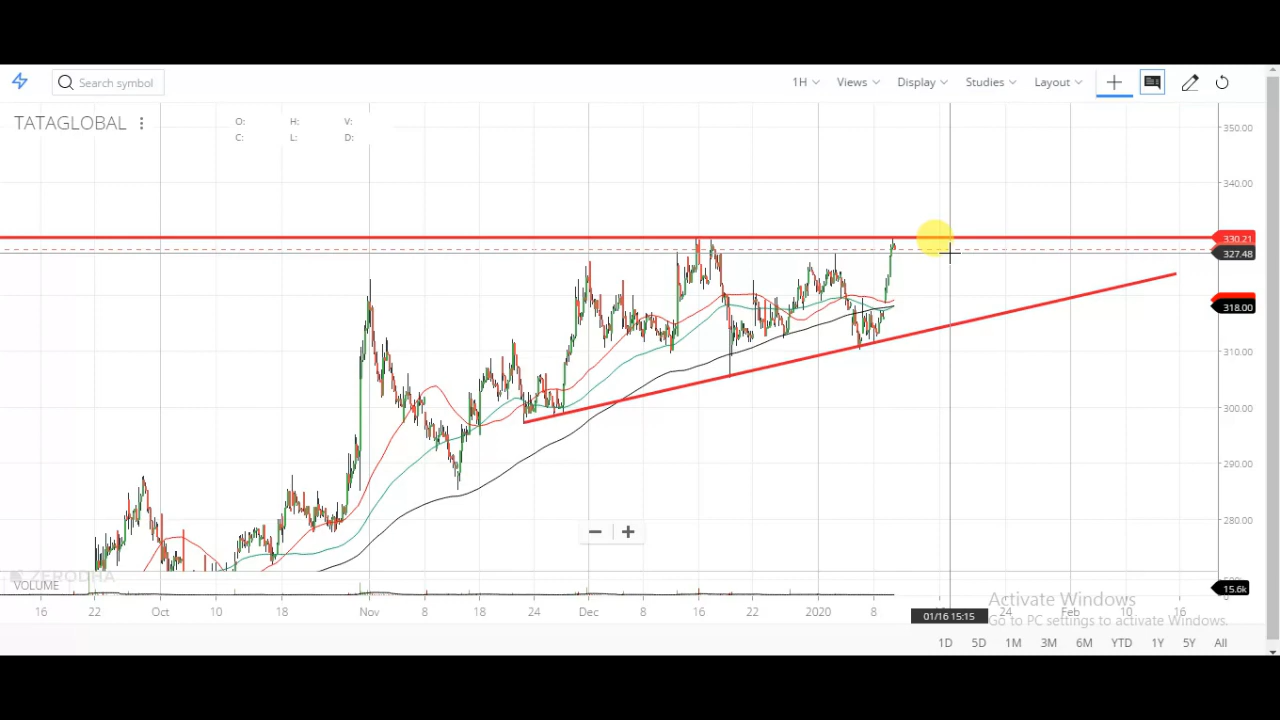 Search symbol
1H Views Display Studies Layout
TATAGLOBAL
O: H: V:
C: L: D:
350.00
340.00
330.21
327.48
318.00
310.00
300.00
290.00
280.00
ZERODHA
VOLUME
15.6k
16 22 Oct 10 18 Nov 8 18 24 Dec 8 16 22 2020 8 24 Feb 10 16
01/16 15:15
Activate Windows
Go to PC settings to activate Windows.
1D 5D 1M 3M 6M YTD 1Y 5Y All